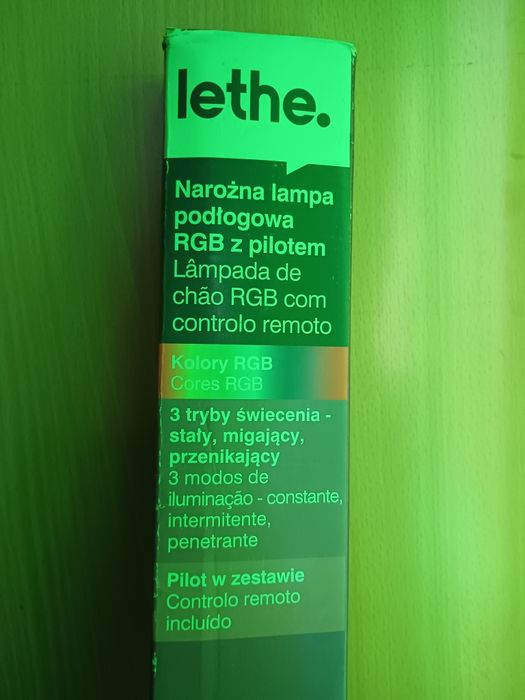 lethe.
Narożna lampa
podłogowa
RGB z pilotem
Lâmpada de
chão RGB com
controlo remoto
Kolory RGB
Cores RGB
3 tryby świecenia -
stały, migający,
przenikający
3 modos de
iluminação - constante,
intermitente,
penetrante
Pilot w zestawie
Controlo remoto
incluído